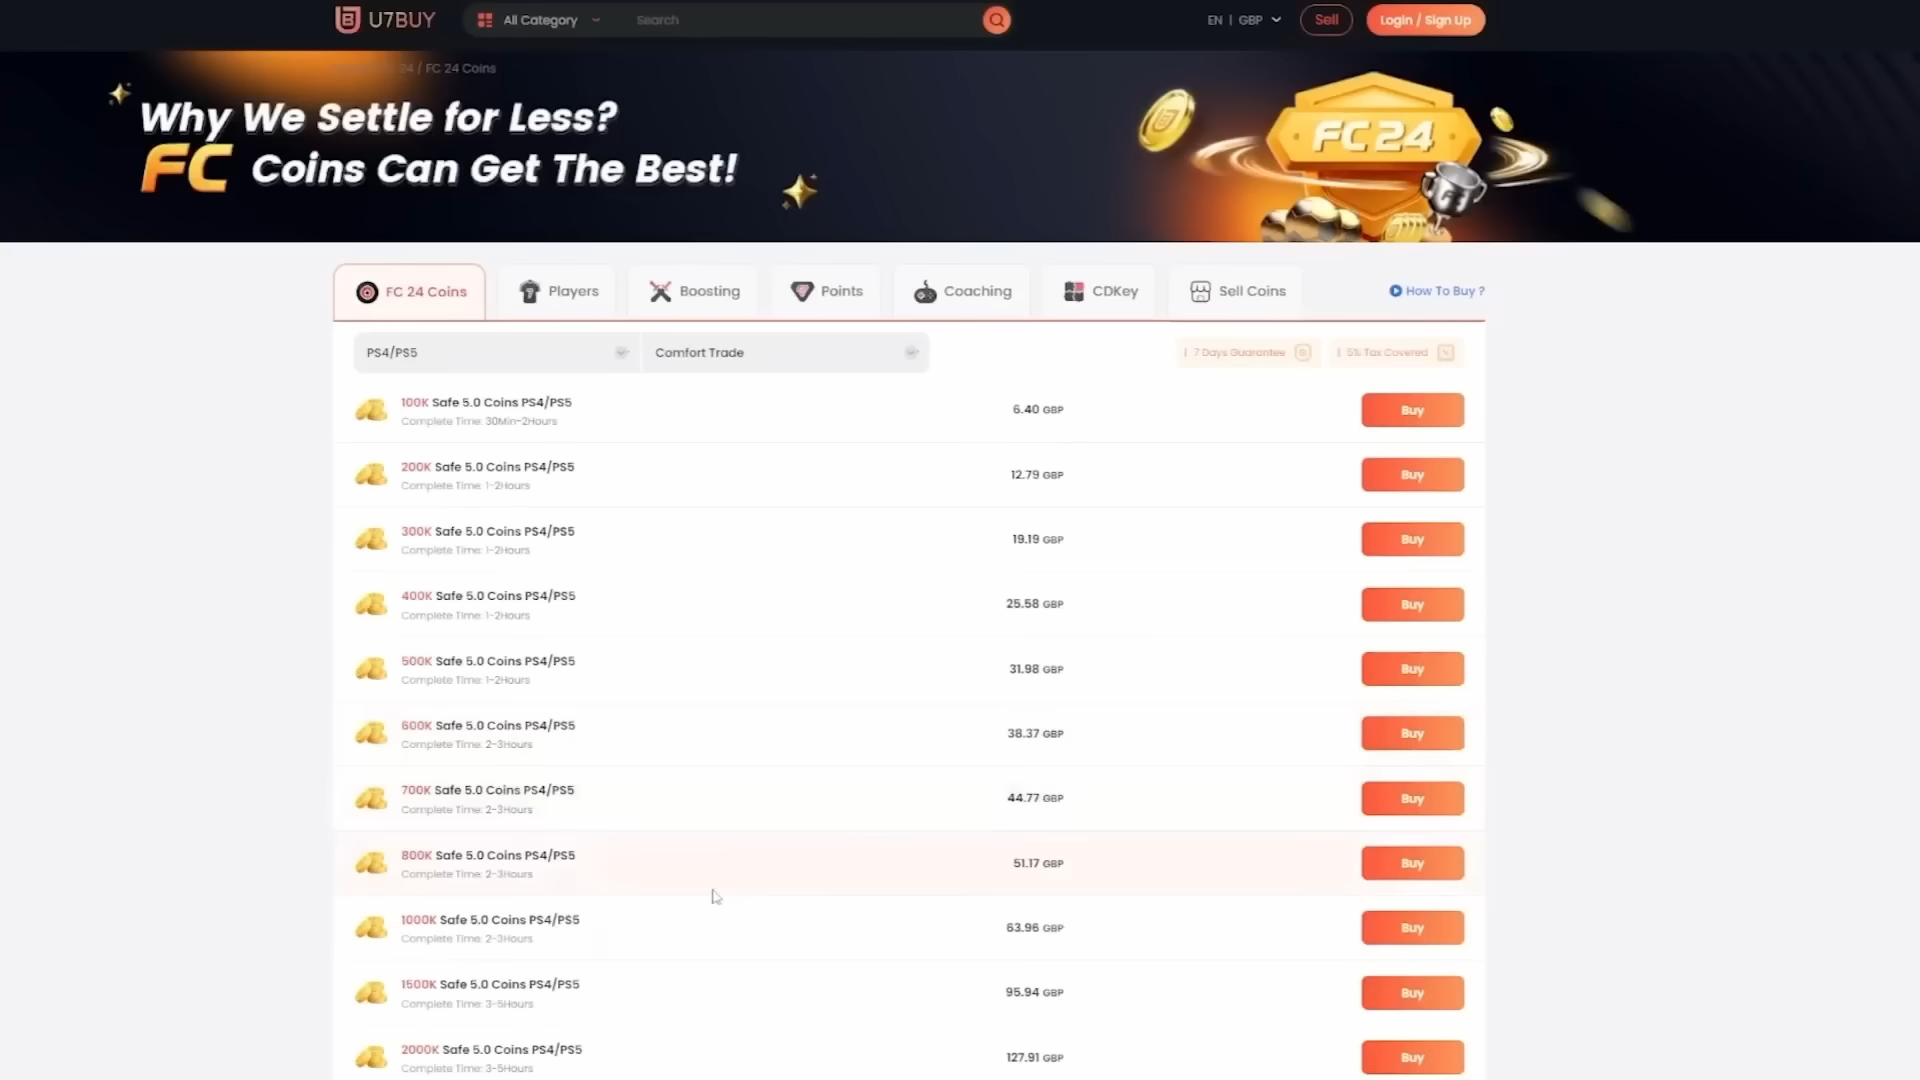 U7BUY
All Category
Search
EN | GBP
Sell
Login / Sign Up
24 / FC 24 Coins
Why We Settle for Less?
FC Coins Can Get The Best!
FC 24
FC 24 Coins
Players
Boosting
Points
Coaching
CDKey
Sell Coins
How To Buy ?
PS4/PS5
Comfort Trade
7 Days Guarantee
5% Tax Covered
100K Safe 5.0 Coins PS4/PS5
Complete Time: 30Min-2Hours
6.40 GBP
Buy
200K Safe 5.0 Coins PS4/PS5
Complete Time: 1-2Hours
12.79 GBP
Buy
300K Safe 5.0 Coins PS4/PS5
Complete Time: 1-2Hours
19.19 GBP
Buy
400K Safe 5.0 Coins PS4/PS5
Complete Time: 1-2Hours
25.58 GBP
Buy
500K Safe 5.0 Coins PS4/PS5
Complete Time: 1-2Hours
31.98 GBP
Buy
600K Safe 5.0 Coins PS4/PS5
Complete Time: 2-3Hours
38.37 GBP
Buy
700K Safe 5.0 Coins PS4/PS5
Complete Time: 2-3Hours
44.77 GBP
Buy
800K Safe 5.0 Coins PS4/PS5
Complete Time: 2-3Hours
51.17 GBP
Buy
1000K Safe 5.0 Coins PS4/PS5
Complete Time: 2-3Hours
63.96 GBP
Buy
1500K Safe 5.0 Coins PS4/PS5
Complete Time: 3-5Hours
95.94 GBP
Buy
2000K Safe 5.0 Coins PS4/PS5
Complete Time: 3-5Hours
127.91 GBP
Buy